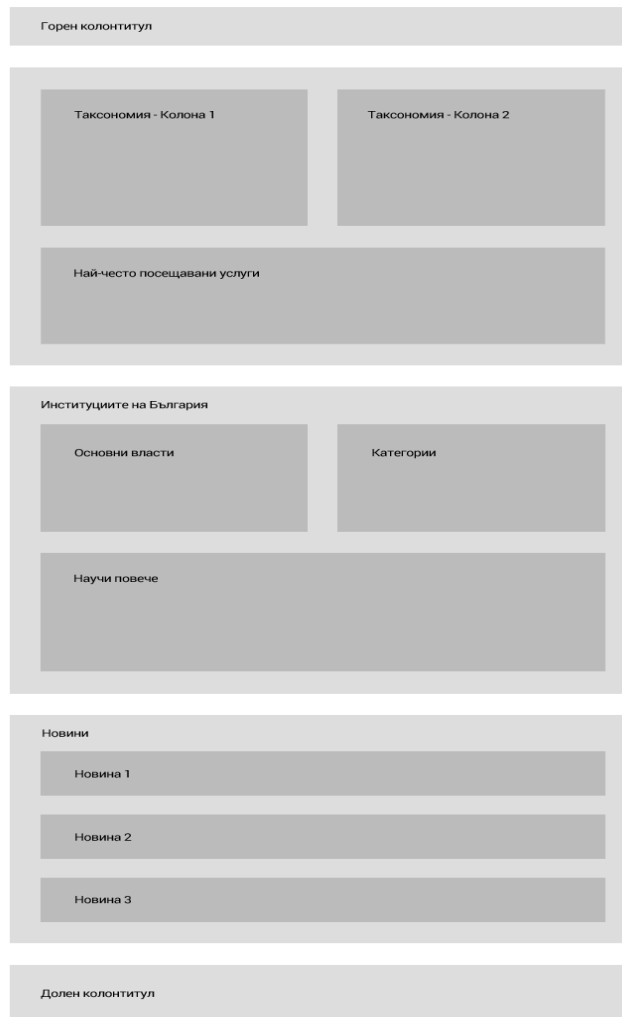 Горен колонтитул
Таксономия - Колона 1
Таксономия - Колона 2
Най-често посещавани услуги
Институциите на България
Основни власти
Категории
Научи повече
Новини
Новина 1
Новина 2
Новина 3
Долен колонтитул